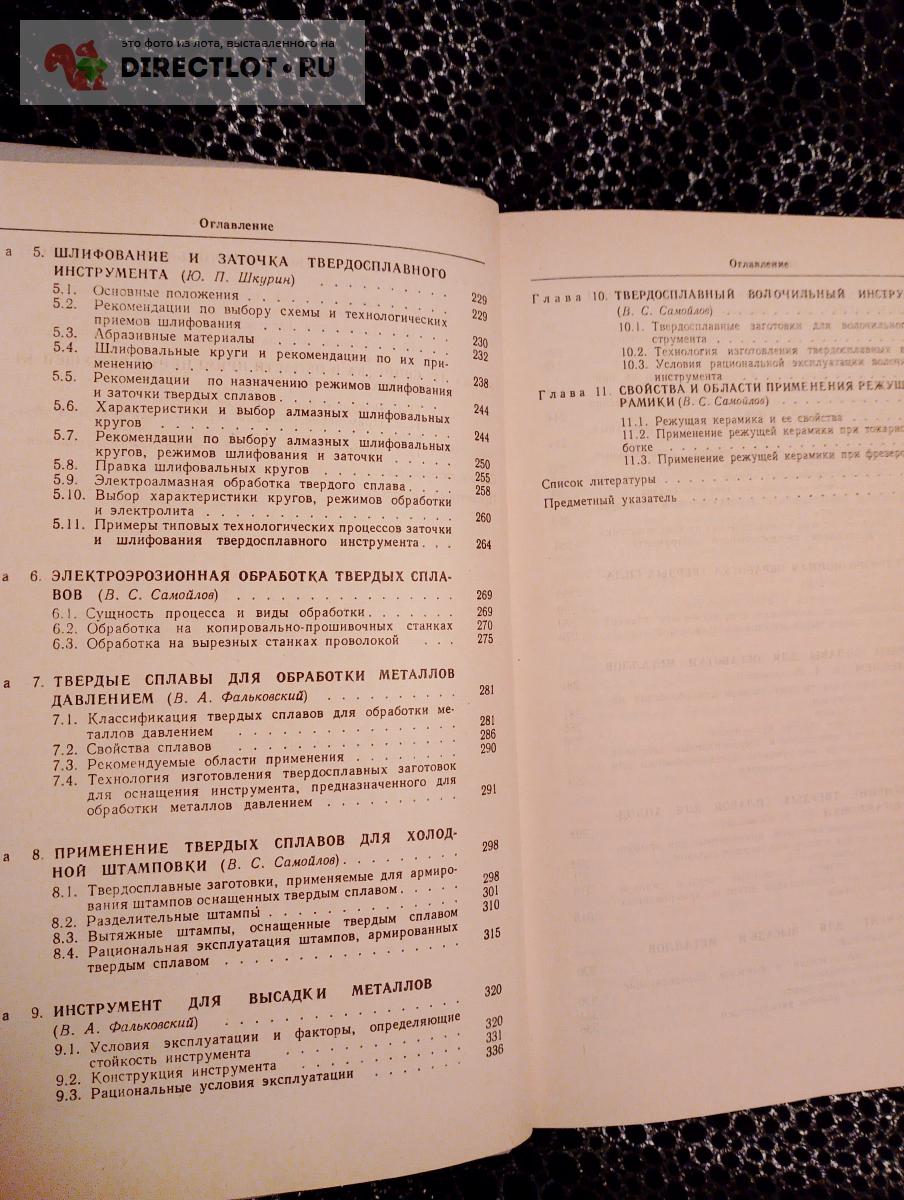 это фото из лота, выставленного на
DIRECTLOT.RU
Оглавление
а 5. ШЛИФОВАНИЕ И ЗАТОЧКА ТВЕРДОСПЛАВНОГО
ИНСТРУМЕНТА (Ю. П. Шкурин) . . . . . . . . 229
5.1. Основные положения . . . . . . . . . . 229
5.2. Рекомендации по выбору схемы и технологических
приемов шлифования . . . . . . . . . . 230
5.3. Абразивные материалы . . . . . . . . . . 232
5.4. Шлифовальные круги и рекомендации по их при-
менению . . . . . . . . . . 238
5.5. Рекомендации по назначению режимов шлифования
и заточки твердых сплавов . . . . . . . . . . 244
5.6. Характеристики и выбор алмазных шлифовальных
кругов . . . . . . . . . . 244
5.7. Рекомендации по выбору алмазных шлифовальных
кругов, режимов шлифования и заточки . . . . . 250
5.8. Правка шлифовальных кругов . . . . . . . . 255
5.9. Электроалмазная обработка твердого сплава . . . . 258
5.10. Выбор характеристики кругов, режимов обработки
и электролита . . . . . . . . . . 260
5.11. Примеры типовых технологических процессов заточки
и шлифования твердосплавного инструмента . . . 264
а 6. ЭЛЕКТРОЭРОЗИОННАЯ ОБРАБОТКА ТВЕРДЫХ СПЛА-
ВОВ (В. С. Самойлов) . . . . . . . . . . 269
6.1. Сущность процесса и виды обработки . . . . . . . 269
6.2. Обработка на копировально-прошивочных станках 270
6.3. Обработка на вырезных станках проволокой . . . 275
а 7. ТВЕРДЫЕ СПЛАВЫ ДЛЯ ОБРАБОТКИ МЕТАЛЛОВ
ДАВЛЕНИЕМ (В. А. Фальковский) . . . . . . . . . 281
7.1. Классификация твердых сплавов для обработки ме-
таллов давлением . . . . . . . . . . 281
7.2. Свойства сплавов . . . . . . . . . . 286
7.3. Рекомендуемые области применения . . . . . . . . 290
7.4. Технология изготовления твердосплавных заготовок
для оснащения инструмента, предназначенного для
обработки металлов давлением . . . . . . . . . 291
а 8. ПРИМЕНЕНИЕ ТВЕРДЫХ СПЛАВОВ ДЛЯ ХОЛОД-
НОЙ ШТАМПОВКИ (В. С. Самойлов) . . . . . . . . 298
8.1. Твердосплавные заготовки, применяемые для армиро-
вания штампов оснащенных твердым сплавом . . . . . 298
8.2. Разделительные штампы . . . . . . . . . . 301
8.3. Вытяжные штампы, оснащенные твердым сплавом 310
8.4. Рациональная эксплуатация штампов, армированных
твердым сплавом . . . . . . . . . . 315
а 9. ИНСТРУМЕНТ ДЛЯ ВЫСАДКИ МЕТАЛЛОВ
(В. А. Фальковский) . . . . . . . . . . 320
9.1. Условия эксплуатации и факторы, определяющие
стойкость инструмента . . . . . . . . . . 320
9.2. Конструкция инструмента . . . . . . . . . . 331
9.3. Рациональные условия эксплуатации . . . . . . . 336
Оглавление
Глава 10. ТВЕРДОСПЛАВНЫЙ ВОЛОЧИЛЬНЫЙ ИНСТРУ
(В. С. Самойлов) . . . . . . . . . .
10.1. Твердосплавные заготовки для волочильно
струмента . . . . . . . . . .
10.2. Технология изготовления твердосплавных в
10.3. Условия рациональной эксплуатации волоч
инструмента . . . . . . . . . .
Глава 11. СВОЙСТВА И ОБЛАСТИ ПРИМЕНЕНИЯ РЕЖУЩ
РАМИКИ (В. С. Самойлов) . . . . . . . . . .
11.1. Режущая керамика и ее свойства . . . . .
11.2. Применение режущей керамики при токарн
ботке . . . . . . . . . .
11.3. Применение режущей керамики при фрезеро
Список литературы . . . . . . . . . .
Предметный указатель . . . . . . . . . .